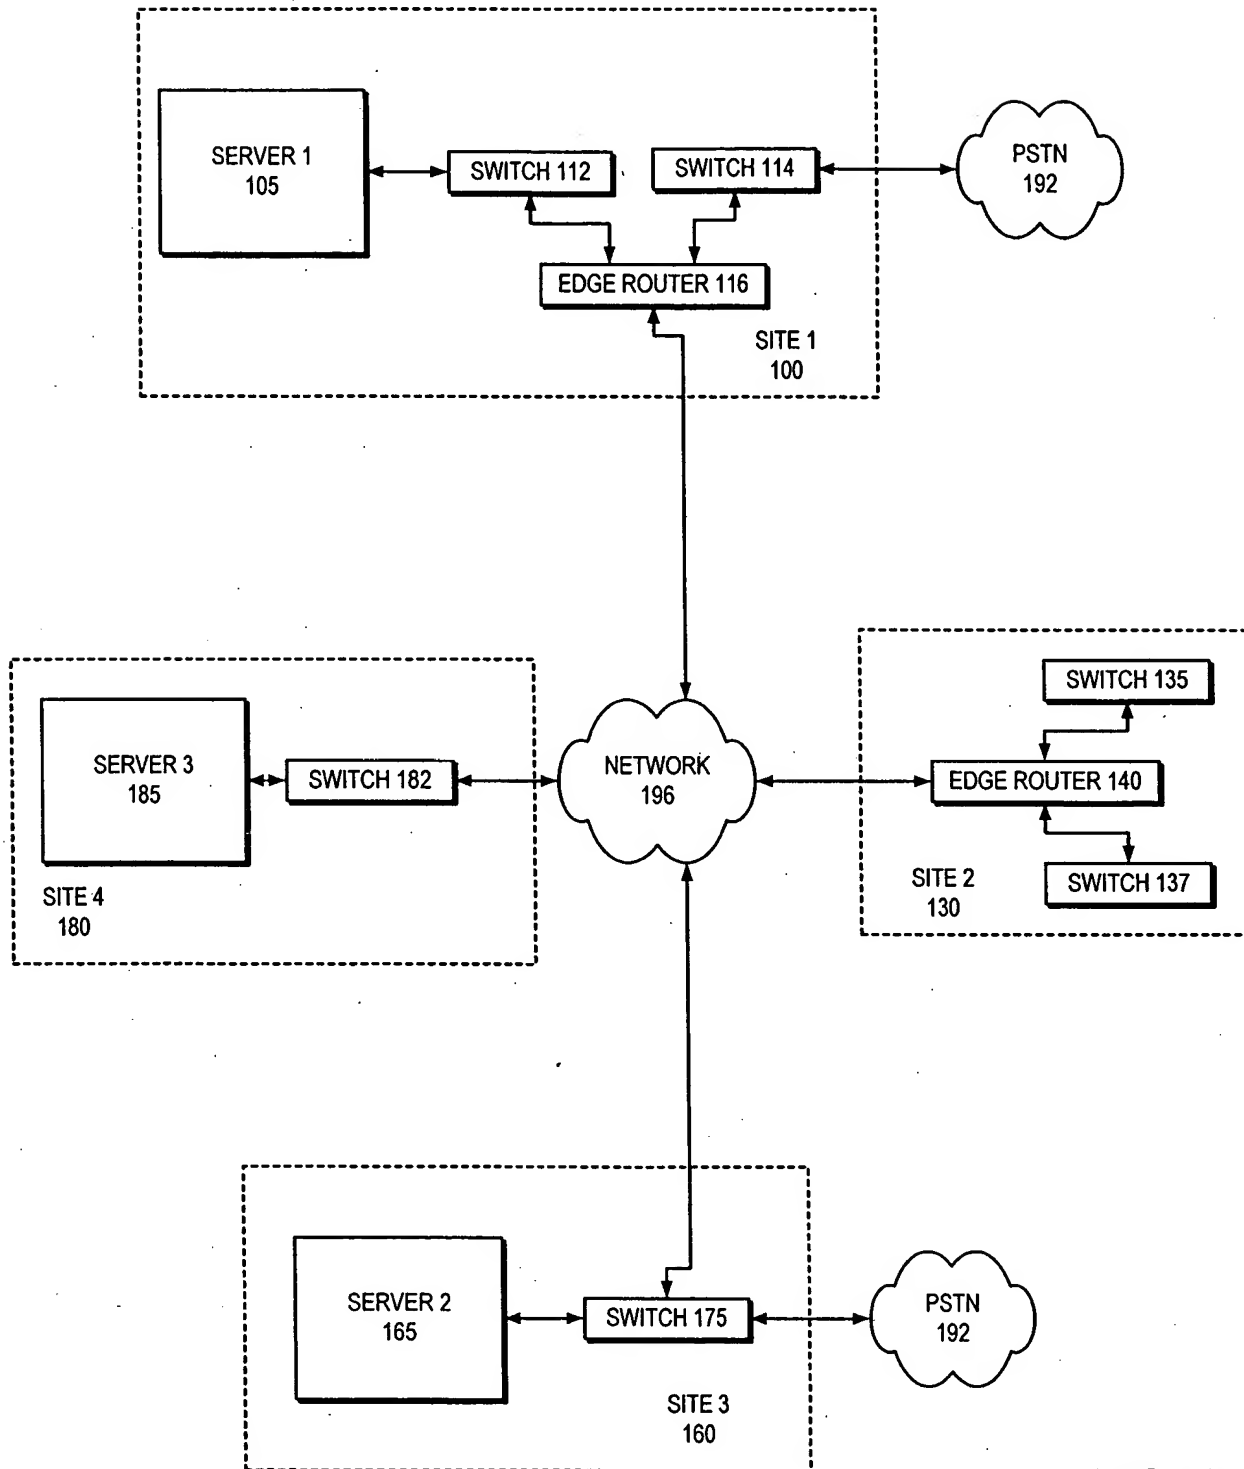 SERVER 1
105
SWITCH 112
SWITCH 114
PSTN
192
EDGE ROUTER 116
SITE 1
100
SERVER 3
185
SWITCH 182
SITE 4
180
NETWORK
196
SWITCH 135
EDGE ROUTER 140
SWITCH 137
SITE 2
130
SERVER 2
165
SWITCH 175
PSTN
192
SITE 3
160